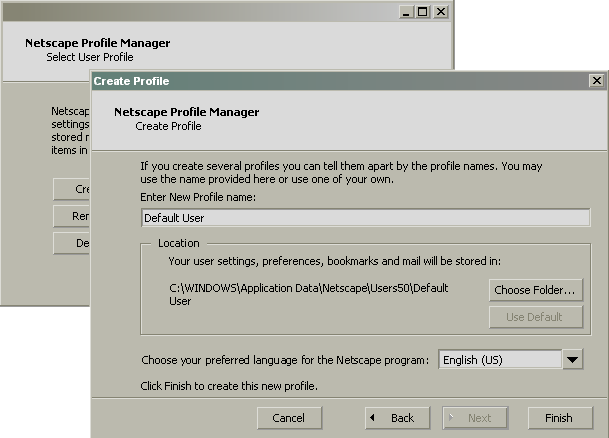 Netscape Profile Manager
Select User Profile
Create Profile
Netscape Profile Manager
Create Profile
settings
stored
items in
If you create several profiles you can tell them apart by the profile names. You may
use the name provided here or use one of your own.
Enter New Profile name:
Default User
Location
Your user settings, preferences, bookmarks and mail will be stored in:
C:\WINDOWS\Application Data\Netscape\Users50\Default
User
Choose Folder...
Use Default
Choose your preferred language for the Netscape program:
English (US)
Click Finish to create this new profile.
Cancel
Back
Next
Finish